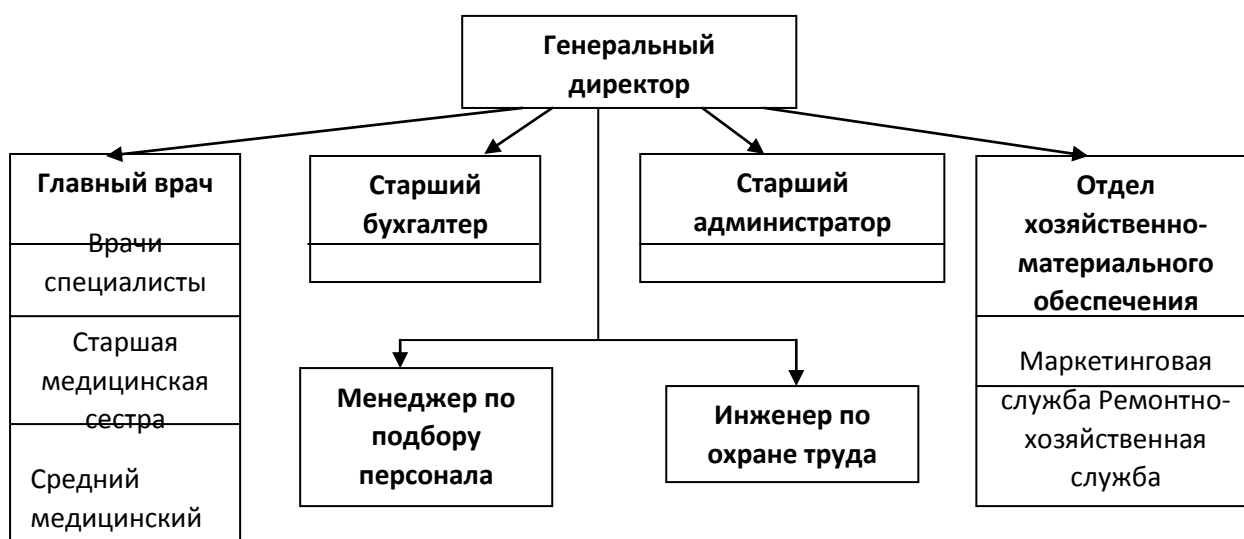 Генеральный
директор
Главный врач
Врачи
специалисты
Старшая
медицинская
сестра
Средний
медицинский
Старший
бухгалтер
Старший
администратор
Отдел
хозяйственно-
материального
обеспечения
Маркетинговая
служба Ремонтно-
хозяйственная
служба
Менеджер по
подбору
персонала
Инженер по
охране труда